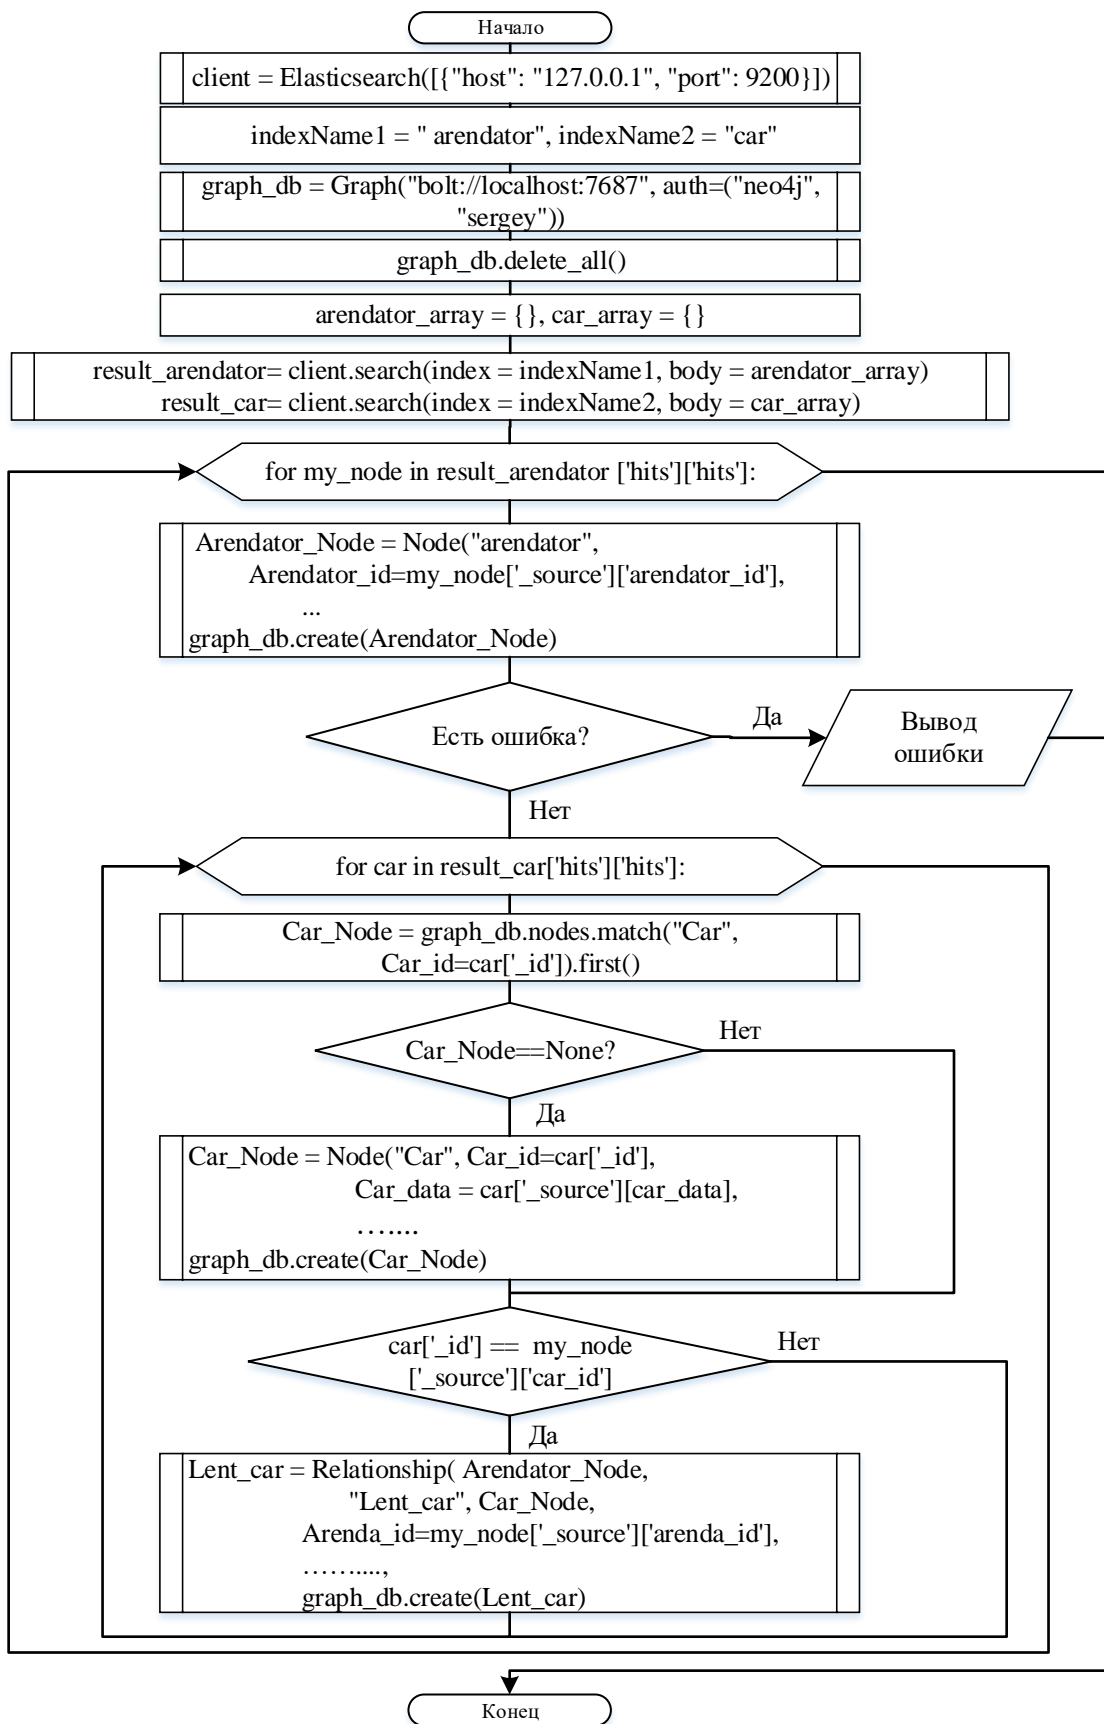 Начало
client = Elasticsearch([{"host": "127.0.0.1", "port": 9200}])
indexName1 = " arendator", indexName2 = "car"
graph_db = Graph("bolt://localhost:7687", auth=("neo4j",
"sergey"))
graph_db.delete_all()
arendator_array = {}, car_array = {}
result_arendator= client.search(index = indexName1, body = arendator_array)
result_car= client.search(index = indexName2, body = car_array)
for my_node in result_arendator ['hits']['hits']:
Arendator_Node = Node("arendator",
Arendator_id=my_node['_source']['arendator_id'],
...
graph_db.create(Arendator_Node)
Есть ошибка?
Да
Вывод
ошибки
Нет
for car in result_car['hits']['hits']:
Car_Node = graph_db.nodes.match("Car",
Car_id=car['_id']).first()
Car_Node==None?
Нет
Да
Car_Node = Node("Car", Car_id=car['_id'],
Car_data = car['_source'][car_data],
…....
graph_db.create(Car_Node)
car['_id'] == my_node
['_source']['car_id']
Нет
Да
Lent_car = Relationship( Arendator_Node,
"Lent_car", Car_Node,
Arenda_id=my_node['_source']['arenda_id'],
……....,
graph_db.create(Lent_car)
Конец